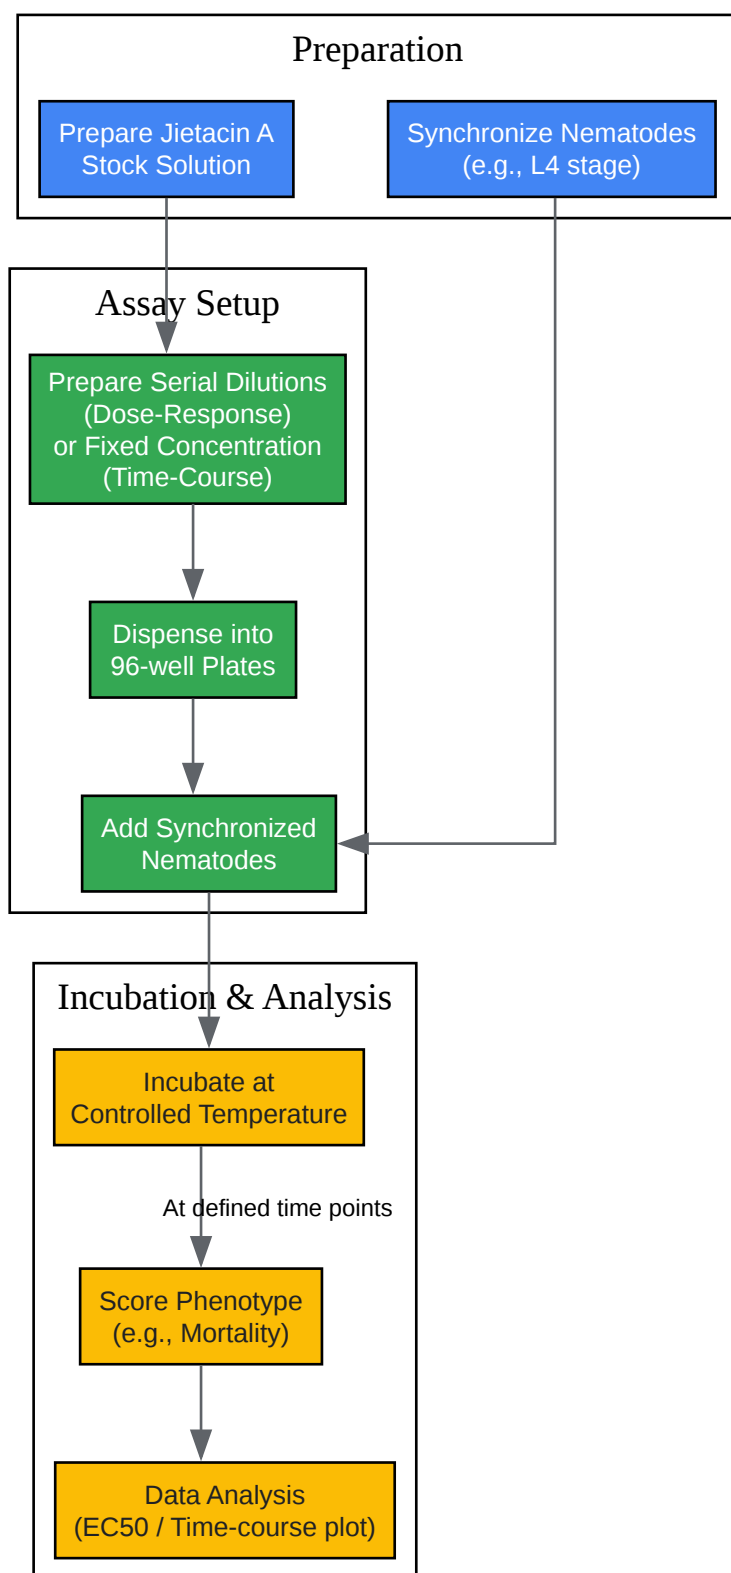 Preparation
Prepare Jietacin A
Stock Solution
Synchronize Nematodes
(e.g., L4 stage)
Assay Setup
Prepare Serial Dilutions
(Dose-Response)
or Fixed Concentration
(Time-Course)
Dispense into
96-well Plates
Add Synchronized
Nematodes
Incubation & Analysis
Incubate at
Controlled Temperature
At defined time points
Score Phenotype
(e.g., Mortality)
Data Analysis
(EC50 / Time-course plot)